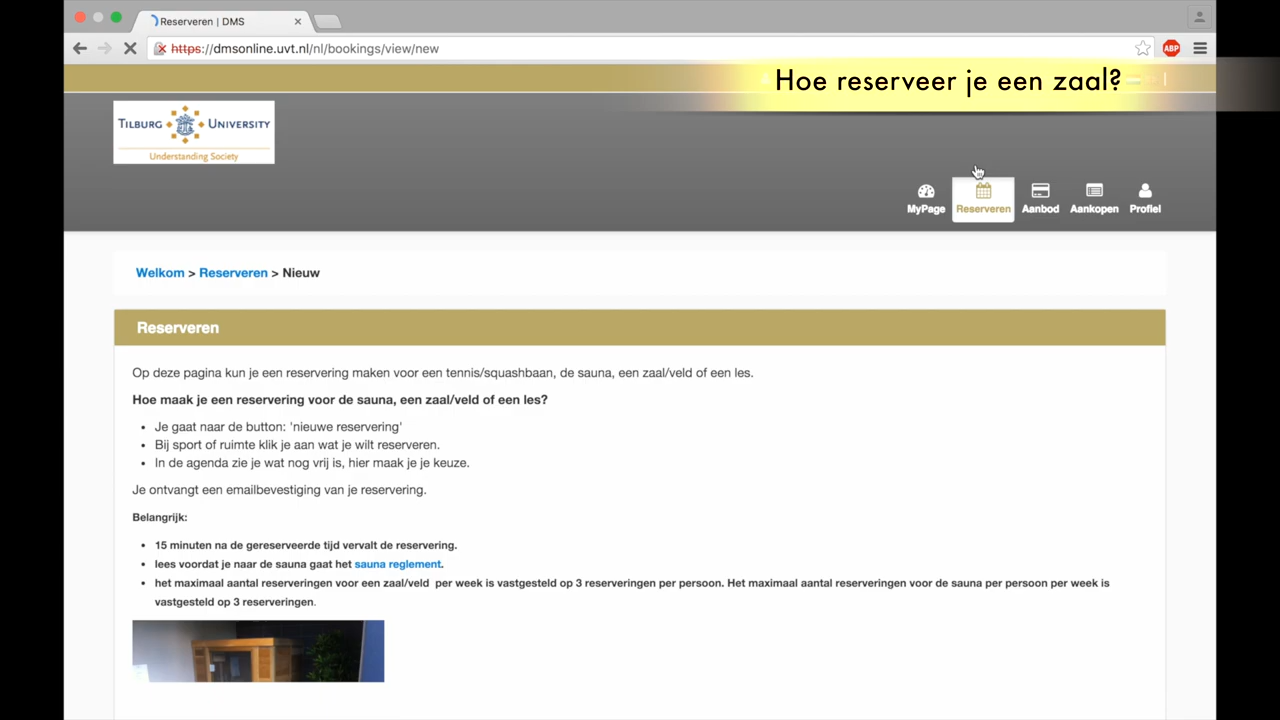 Reserveren | DMS
https://dmsonline.uvt.nl/nl/bookings/view/new
ABP
Hoe reserveer je een zaal?
TILBURG UNIVERSITY
Understanding Society
MyPage Reserveren Aanbod Aankopen Profiel
Welkom > Reserveren > Nieuw
Reserveren
Op deze pagina kun je een reservering maken voor een tennis/squashbaan, de sauna, een zaal/veld of een les.
Hoe maak je een reservering voor de sauna, een zaal/veld of een les?
• Je gaat naar de button: 'nieuwe reservering'
• Bij sport of ruimte klik je aan wat je wilt reserveren.
• In de agenda zie je wat nog vrij is, hier maak je je keuze.
Je ontvangt een emailbevestiging van je reservering.
Belangrijk:
• 15 minuten na de gereserveerde tijd vervalt de reservering.
• lees voordat je naar de sauna gaat het sauna reglement.
• het maximaal aantal reserveringen voor een zaal/veld per week is vastgesteld op 3 reserveringen per persoon. Het maximaal aantal reserveringen voor de sauna per persoon per week is
vastgesteld op 3 reserveringen.